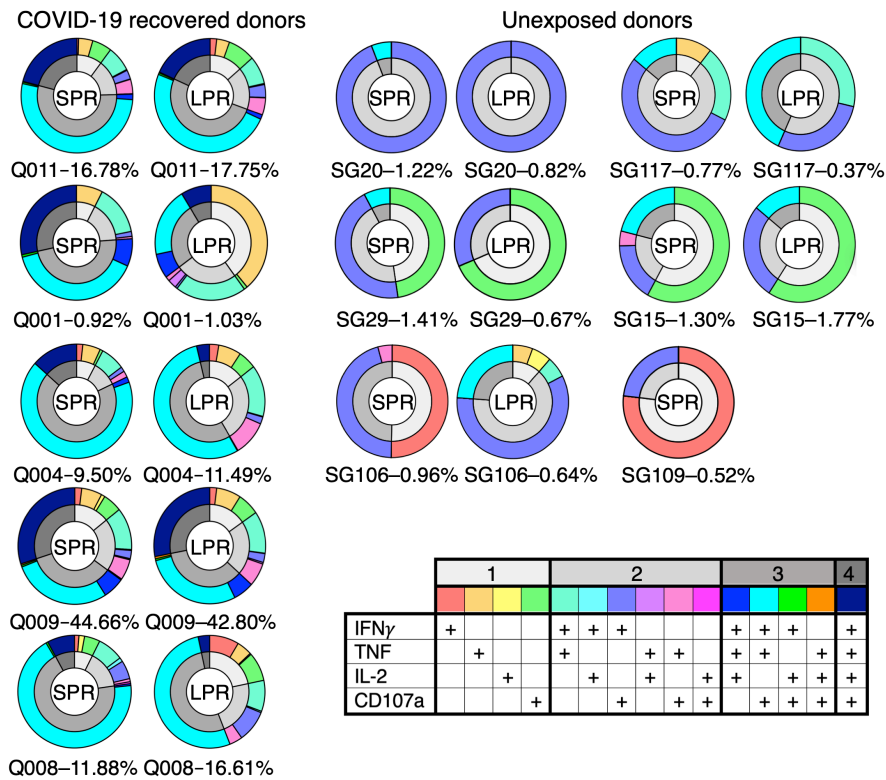 COVID-19 recovered donors
Unexposed donors
SPR LPR SPR LPR SPR LPR
Q011–16.78% Q011–17.75% SG20–1.22% SG20–0.82% SG117–0.77% SG117–0.37%
SPR LPR SPR LPR SPR LPR
Q001–0.92% Q001–1.03% SG29–1.41% SG29–0.67% SG15–1.30% SG15–1.77%
SPR LPR SPR LPR SPR
Q004–9.50% Q004–11.49% SG106–0.96% SG106–0.64% SG109–0.52%
SPR LPR
Q009–44.66% Q009–42.80%
SPR LPR
Q008–11.88% Q008–16.61%
1 2 3 4
IFNγ + + + + + + + +
TNF + + + + + + + +
IL-2 + + + + + + + +
CD107a + + + + + + + +